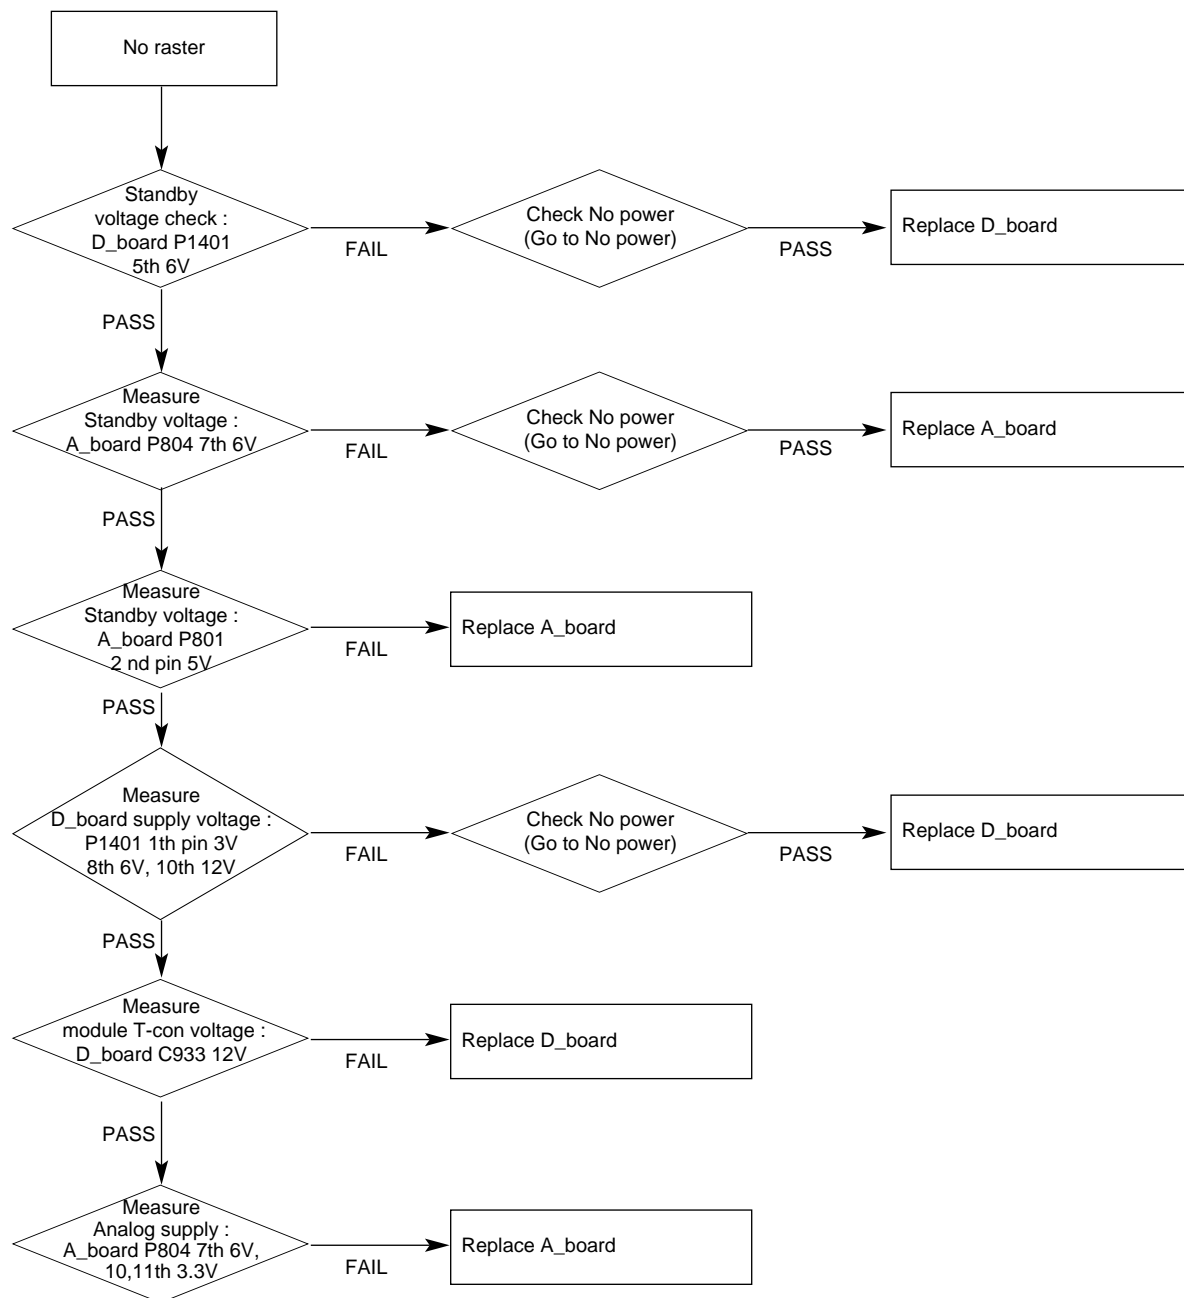 No raster
Standby
voltage check :
D_board P1401
5th 6V
FAIL
Check No power
(Go to No power)
PASS
Replace D_board
PASS
Measure
Standby voltage :
A_board P804 7th 6V
FAIL
Check No power
(Go to No power)
PASS
Replace A_board
PASS
Measure
Standby voltage :
A_board P801
2 nd pin 5V
FAIL
Replace A_board
PASS
Measure
D_board supply voltage :
P1401 1th pin 3V
8th 6V, 10th 12V
FAIL
Check No power
(Go to No power)
PASS
Replace D_board
PASS
Measure
module T-con voltage :
D_board C933 12V
FAIL
Replace D_board
PASS
Measure
Analog supply :
A_board P804 7th 6V,
10,11th 3.3V
FAIL
Replace A_board